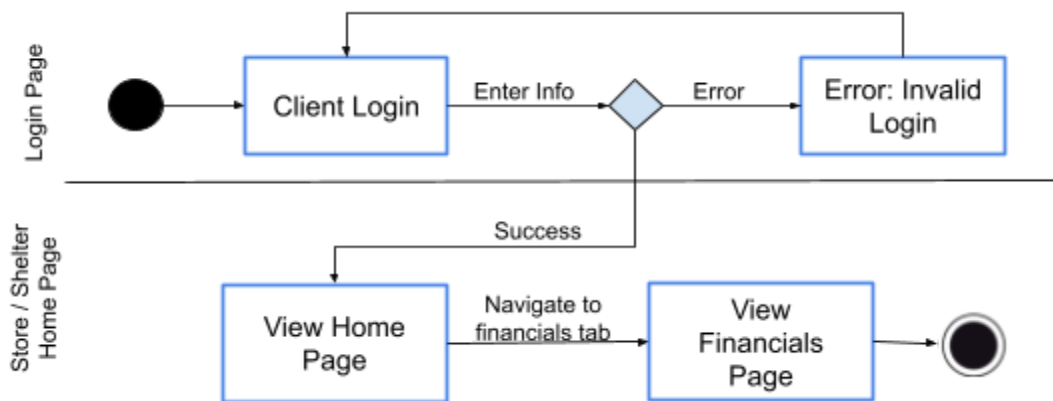 Login Page
Client Login
Enter Info
Error
Error: Invalid
Login
Success
Store / Shelter
Home Page
View Home
Page
Navigate to
financials tab
View
Financials
Page